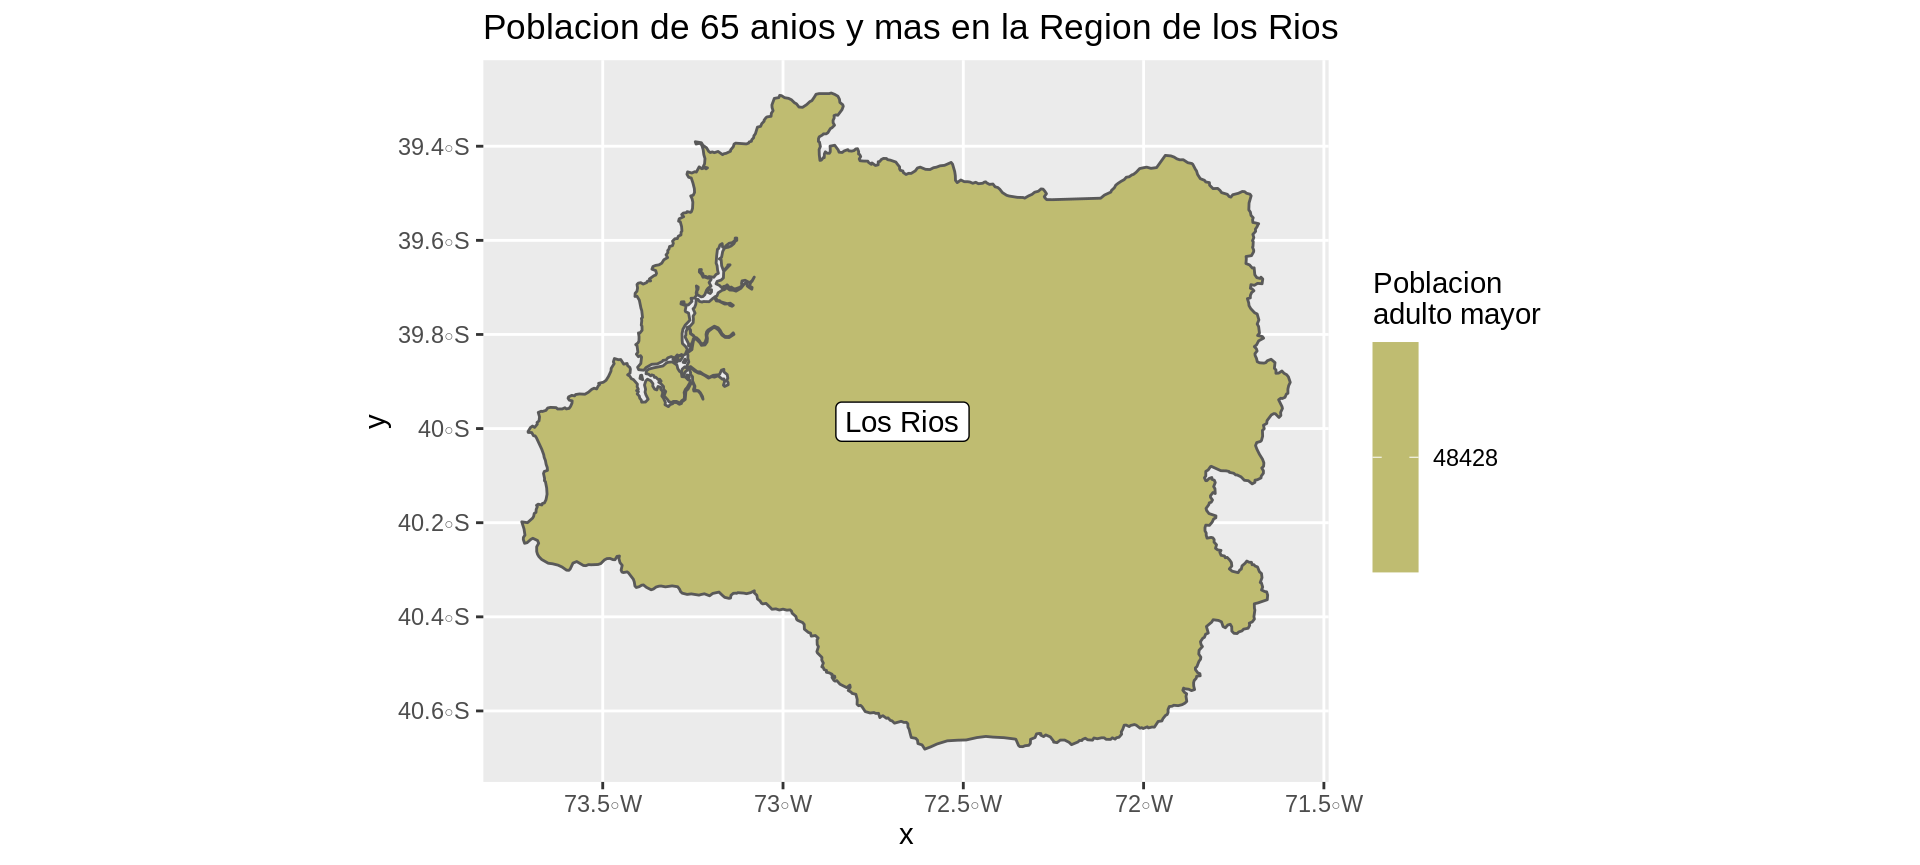 Poblacion de 65 anios y mas en la Region de los Rios
39.4°S
39.6°S
39.8°S
40°S
40.2°S
40.4°S
40.6°S
y
Los Rios
73.5°W
73°W
72.5°W
72°W
71.5°W
x
Poblacion
adulto mayor
48428